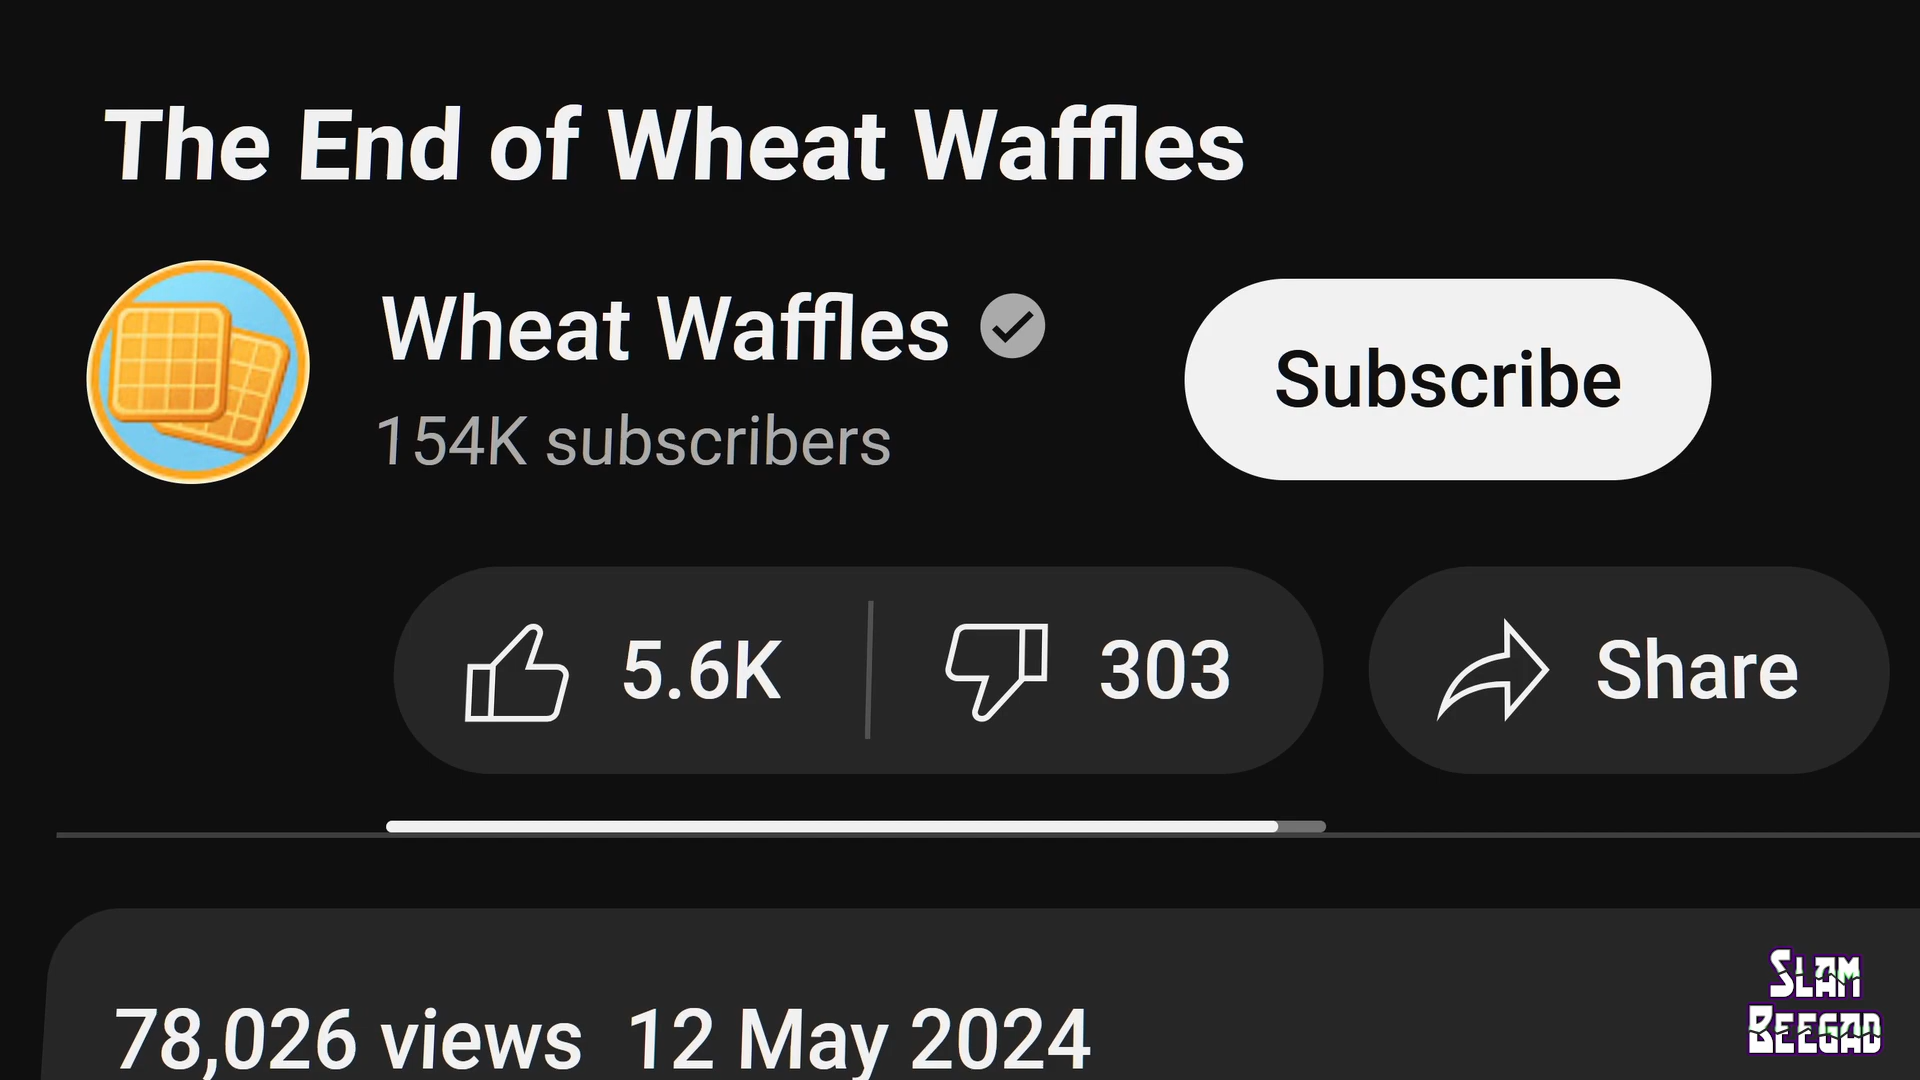 The End of Wheat Waffles
Wheat Waffles
154K subscribers
Subscribe
5.6K
303
Share
78,026 views 12 May 2024
SLAM
BEEGAD